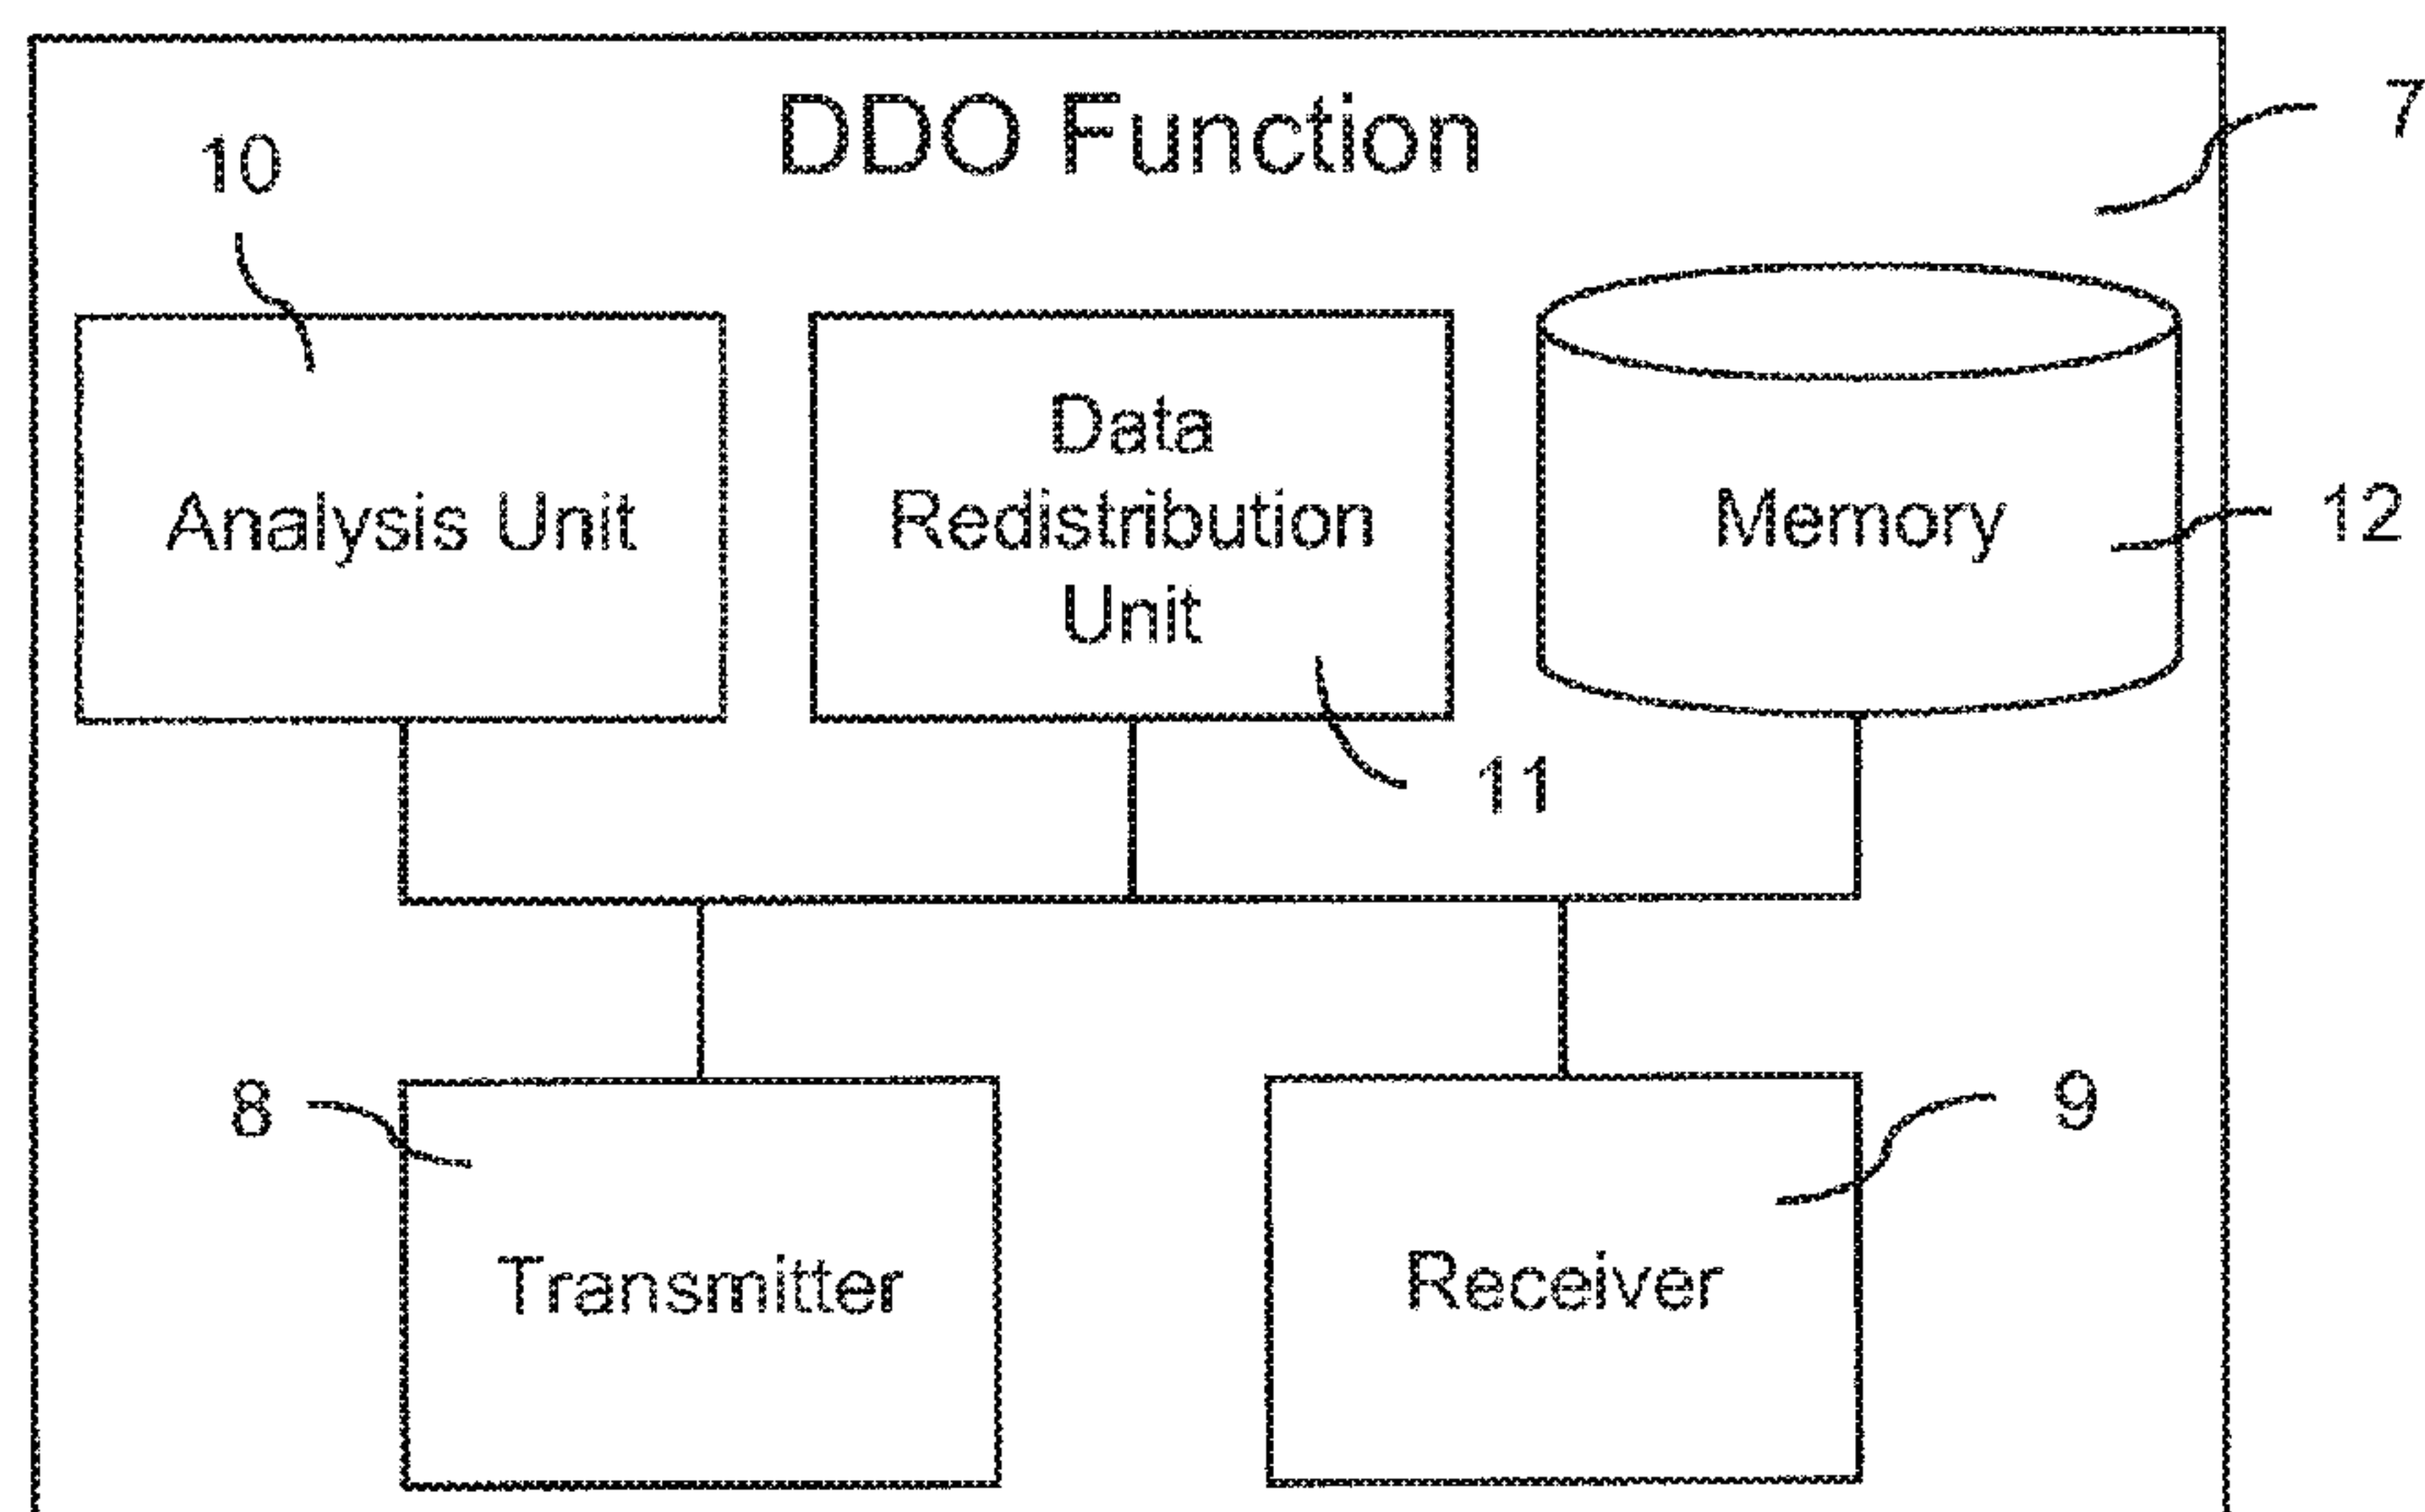 DDO Function
7
10
Analysis Unit
Data
Redistribution
Unit
Memory
12
11
8
Transmitter
Receiver
9